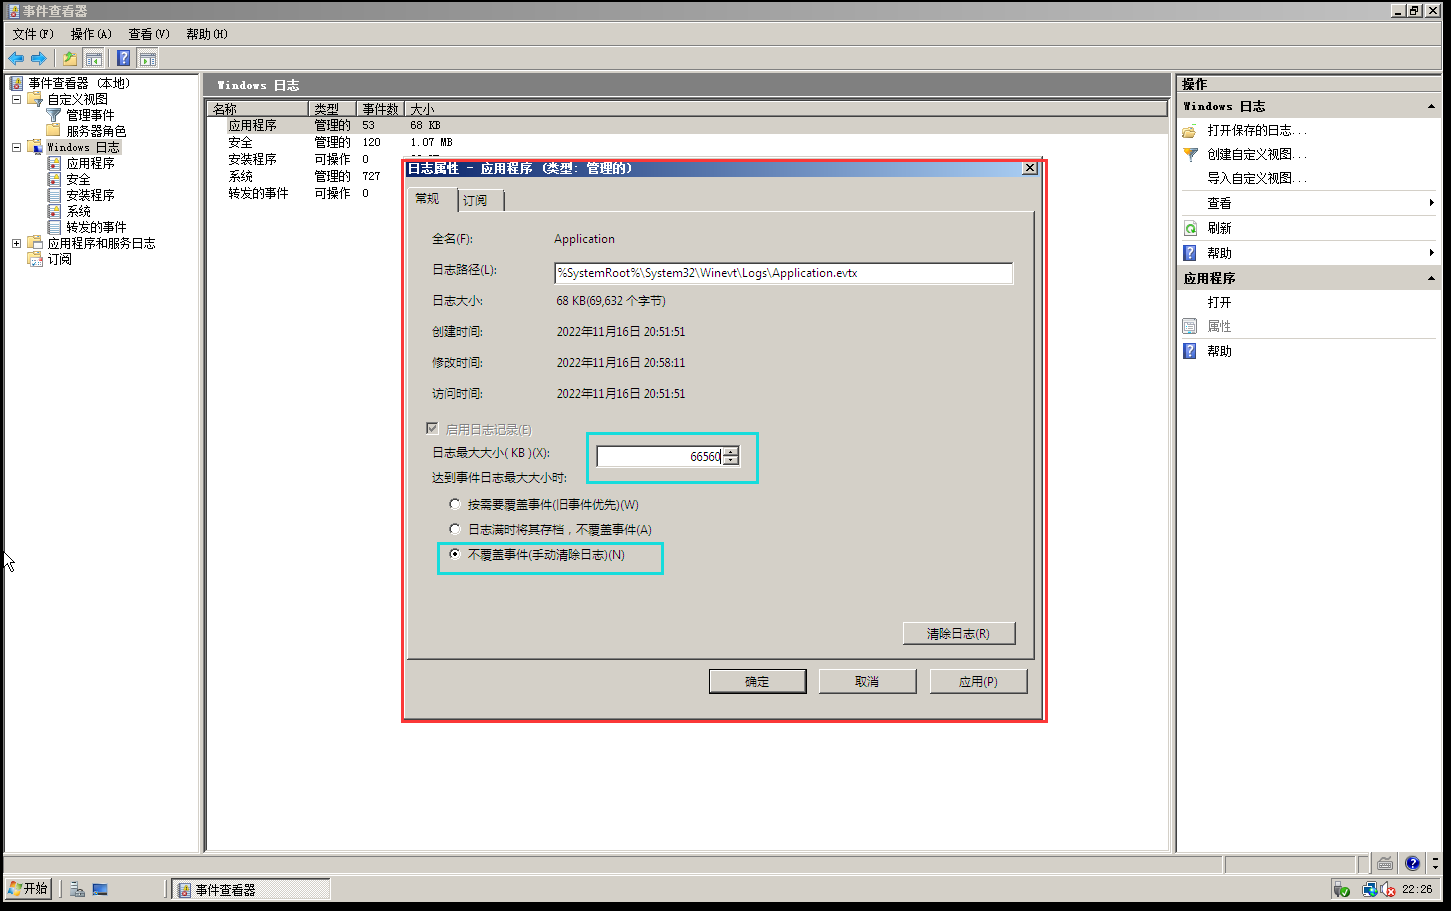 事件查看器
文件(F) 操作(A) 查看(V) 帮助(H)
事件查看器 (本地)
自定义视图
管理事件
服务器角色
Windows 日志
应用程序
安全
安装程序
系统
转发的事件
应用程序和服务日志
订阅
Windows 日志
名称 类型 事件数 大小
应用程序 管理的 53 68 KB
安全 管理的 120 1.07 MB
安装程序 可操作 0
系统 管理的 727
转发的事件 可操作 0
日志属性 - 应用程序 (类型: 管理的)
常规 订阅
全名(F): Application
日志路径(L): %SystemRoot%\System32\Winevt\Logs\Application.evtx
日志大小: 68 KB(69,632 个字节)
创建时间: 2022年11月16日 20:51:51
修改时间: 2022年11月16日 20:58:11
访问时间: 2022年11月16日 20:51:51
启用日志记录(E)
日志最大大小( KB )(X): 66560
达到事件日志最大大小时:
按需要覆盖事件(旧事件优先)(W)
日志满时将其存档，不覆盖事件(A)
不覆盖事件(手动清除日志)(N)
清除日志(R)
确定 取消 应用(P)
操作
Windows 日志
打开保存的日志...
创建自定义视图...
导入自定义视图...
查看
刷新
帮助
应用程序
打开
属性
帮助
开始 事件查看器 22:26